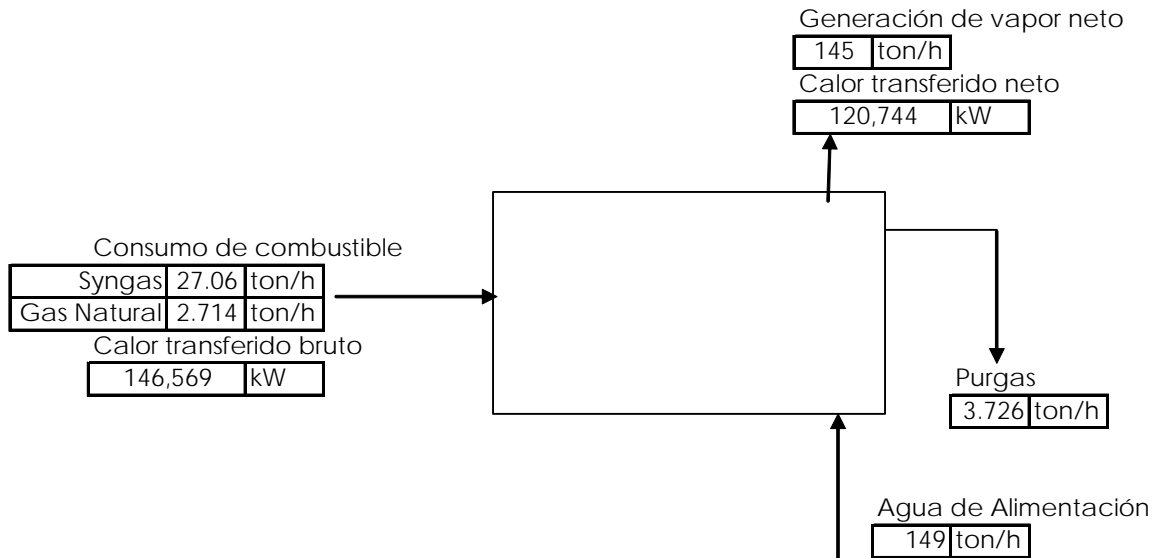 Generación de vapor neto
145 ton/h
Calor transferido neto
120,744 kW
Consumo de combustible
Syngas 27.06 ton/h
Gas Natural 2.714 ton/h
Calor transferido bruto
146,569 kW
Purgas
3.726 ton/h
Agua de Alimentación
149 ton/h